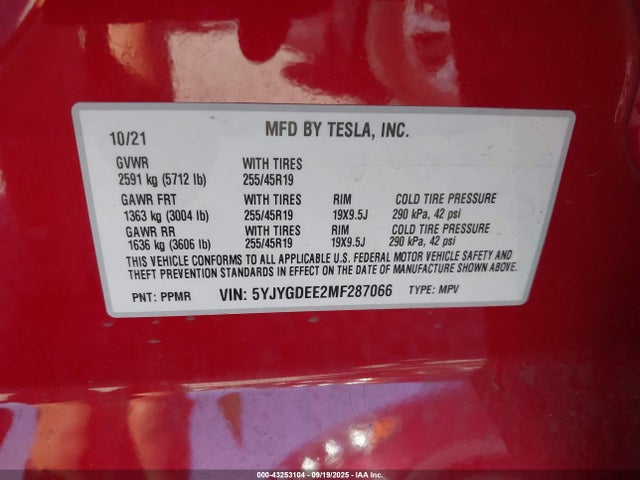 10/21 MFD BY TESLA, INC.
GVWR WITH TIRES
2591 kg (5712 lb) 255/45R19
GAWR FRT WITH TIRES RIM COLD TIRE PRESSURE
1363 kg (3004 lb) 255/45R19 19X9.5J 290 kPa, 42 psi
GAWR RR WITH TIRES RIM COLD TIRE PRESSURE
1636 kg (3606 lb) 255/45R19 19X9.5J 290 kPa, 42 psi
THIS VEHICLE CONFORMS TO ALL APPLICABLE U.S. FEDERAL MOTOR VEHICLE SAFETY AND
THEFT PREVENTION STANDARDS IN EFFECT ON THE DATE OF MANUFACTURE SHOWN ABOVE.
PNT: PPMR VIN: 5YJYGDEE2MF287066 TYPE: MPV
000-43253104 - 09/19/2025 - IAA Inc.